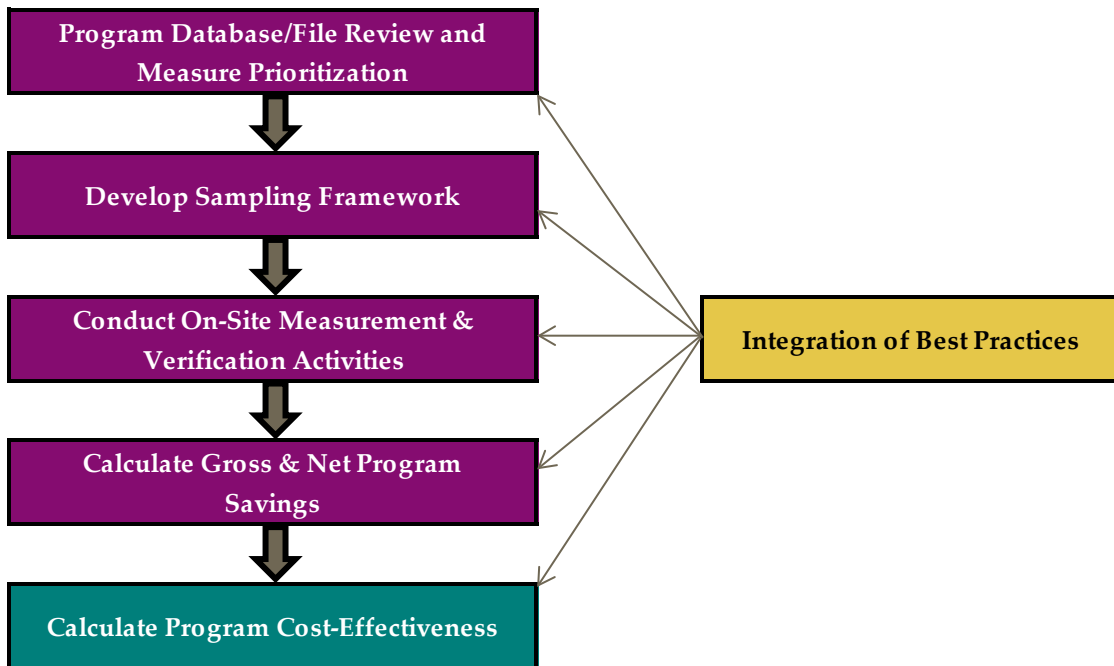 Program Database/File Review and
Measure Prioritization
Develop Sampling Framework
Conduct On-Site Measurement &
Verification Activities
Integration of Best Practices
Calculate Gross & Net Program
Savings
Calculate Program Cost-Effectiveness